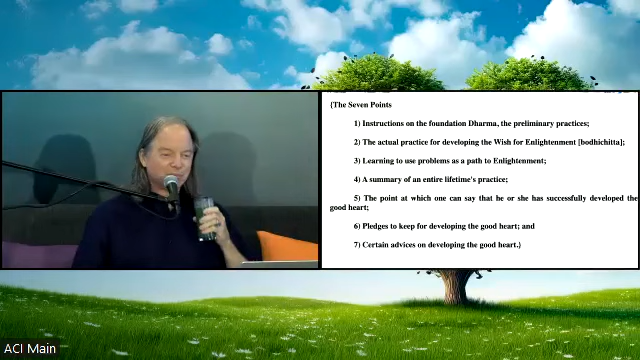 {The Seven Points
1) Instructions on the foundation Dharma, the preliminary practices;
2) The actual practice for developing the Wish for Enlightenment [bodhichitta];
3) Learning to use problems as a path to Enlightenment;
4) A summary of an entire lifetime's practice;
5) The point at which one can say that he or she has successfully developed the
good heart;
6) Pledges to keep for developing the good heart; and
7) Certain advices on developing the good heart.}
ACI Main